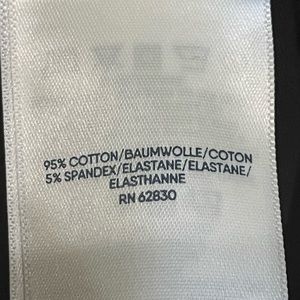 95% COTTON/BAUMWOLLE/COTON
5% SPANDEX/ELASTANE/ELASTANE/
ELASTHANNE
RN 62830